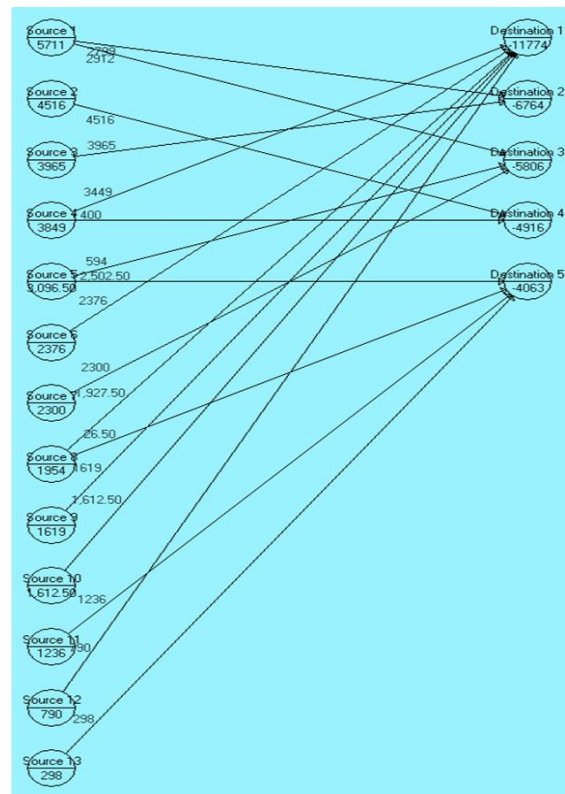 Source 1
5711
2799
2912
Destination 1
-11774
Source 2
4516
4516
Destination 2
-6764
Source 3
3965
3965
Destination 3
-5806
Source 4
3849
3449
400
Destination 4
-4916
Source 5
3,096.50
594
2,502.50
Destination 5
-4063
Source 6
2376
2376
Source 7
2300
2300
Source 8
1954
1,927.50
26.50
Source 9
1619
1619
Source 10
1,612.50
1,612.50
Source 11
1236
1236
Source 12
790
790
Source 13
298
298